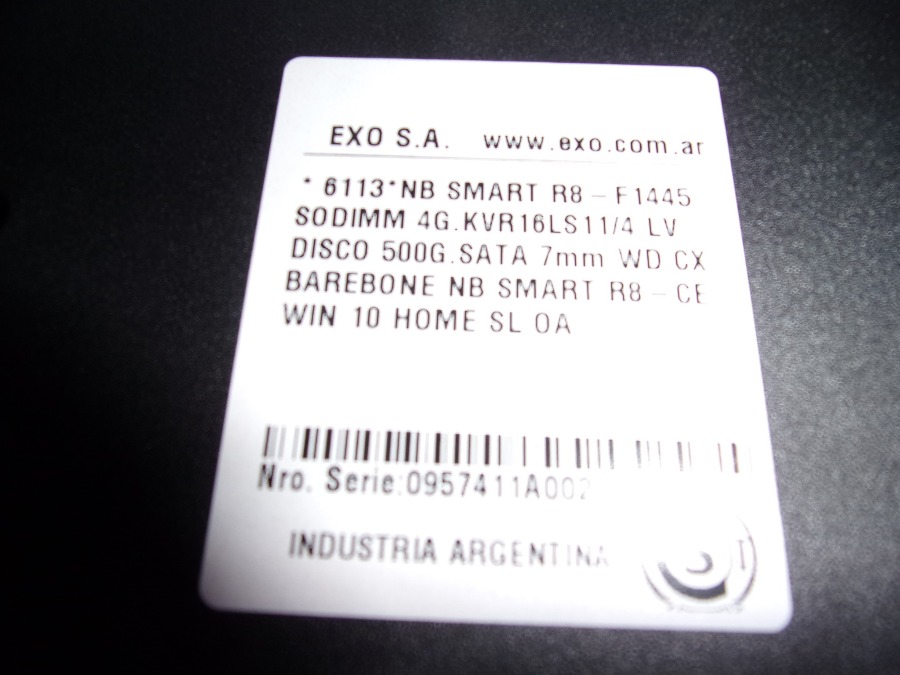 EXO S.A. www.exo.com.ar
* 6113*NB SMART R8 - F1445
SODIMM 4G.KVR16LS11/4 LV
DISCO 500G.SATA 7mm WD CX
BAREBONE NB SMART R8 - CE
WIN 10 HOME SL OA
Nro. Serie:0957411A002
INDUSTRIA ARGENTINA